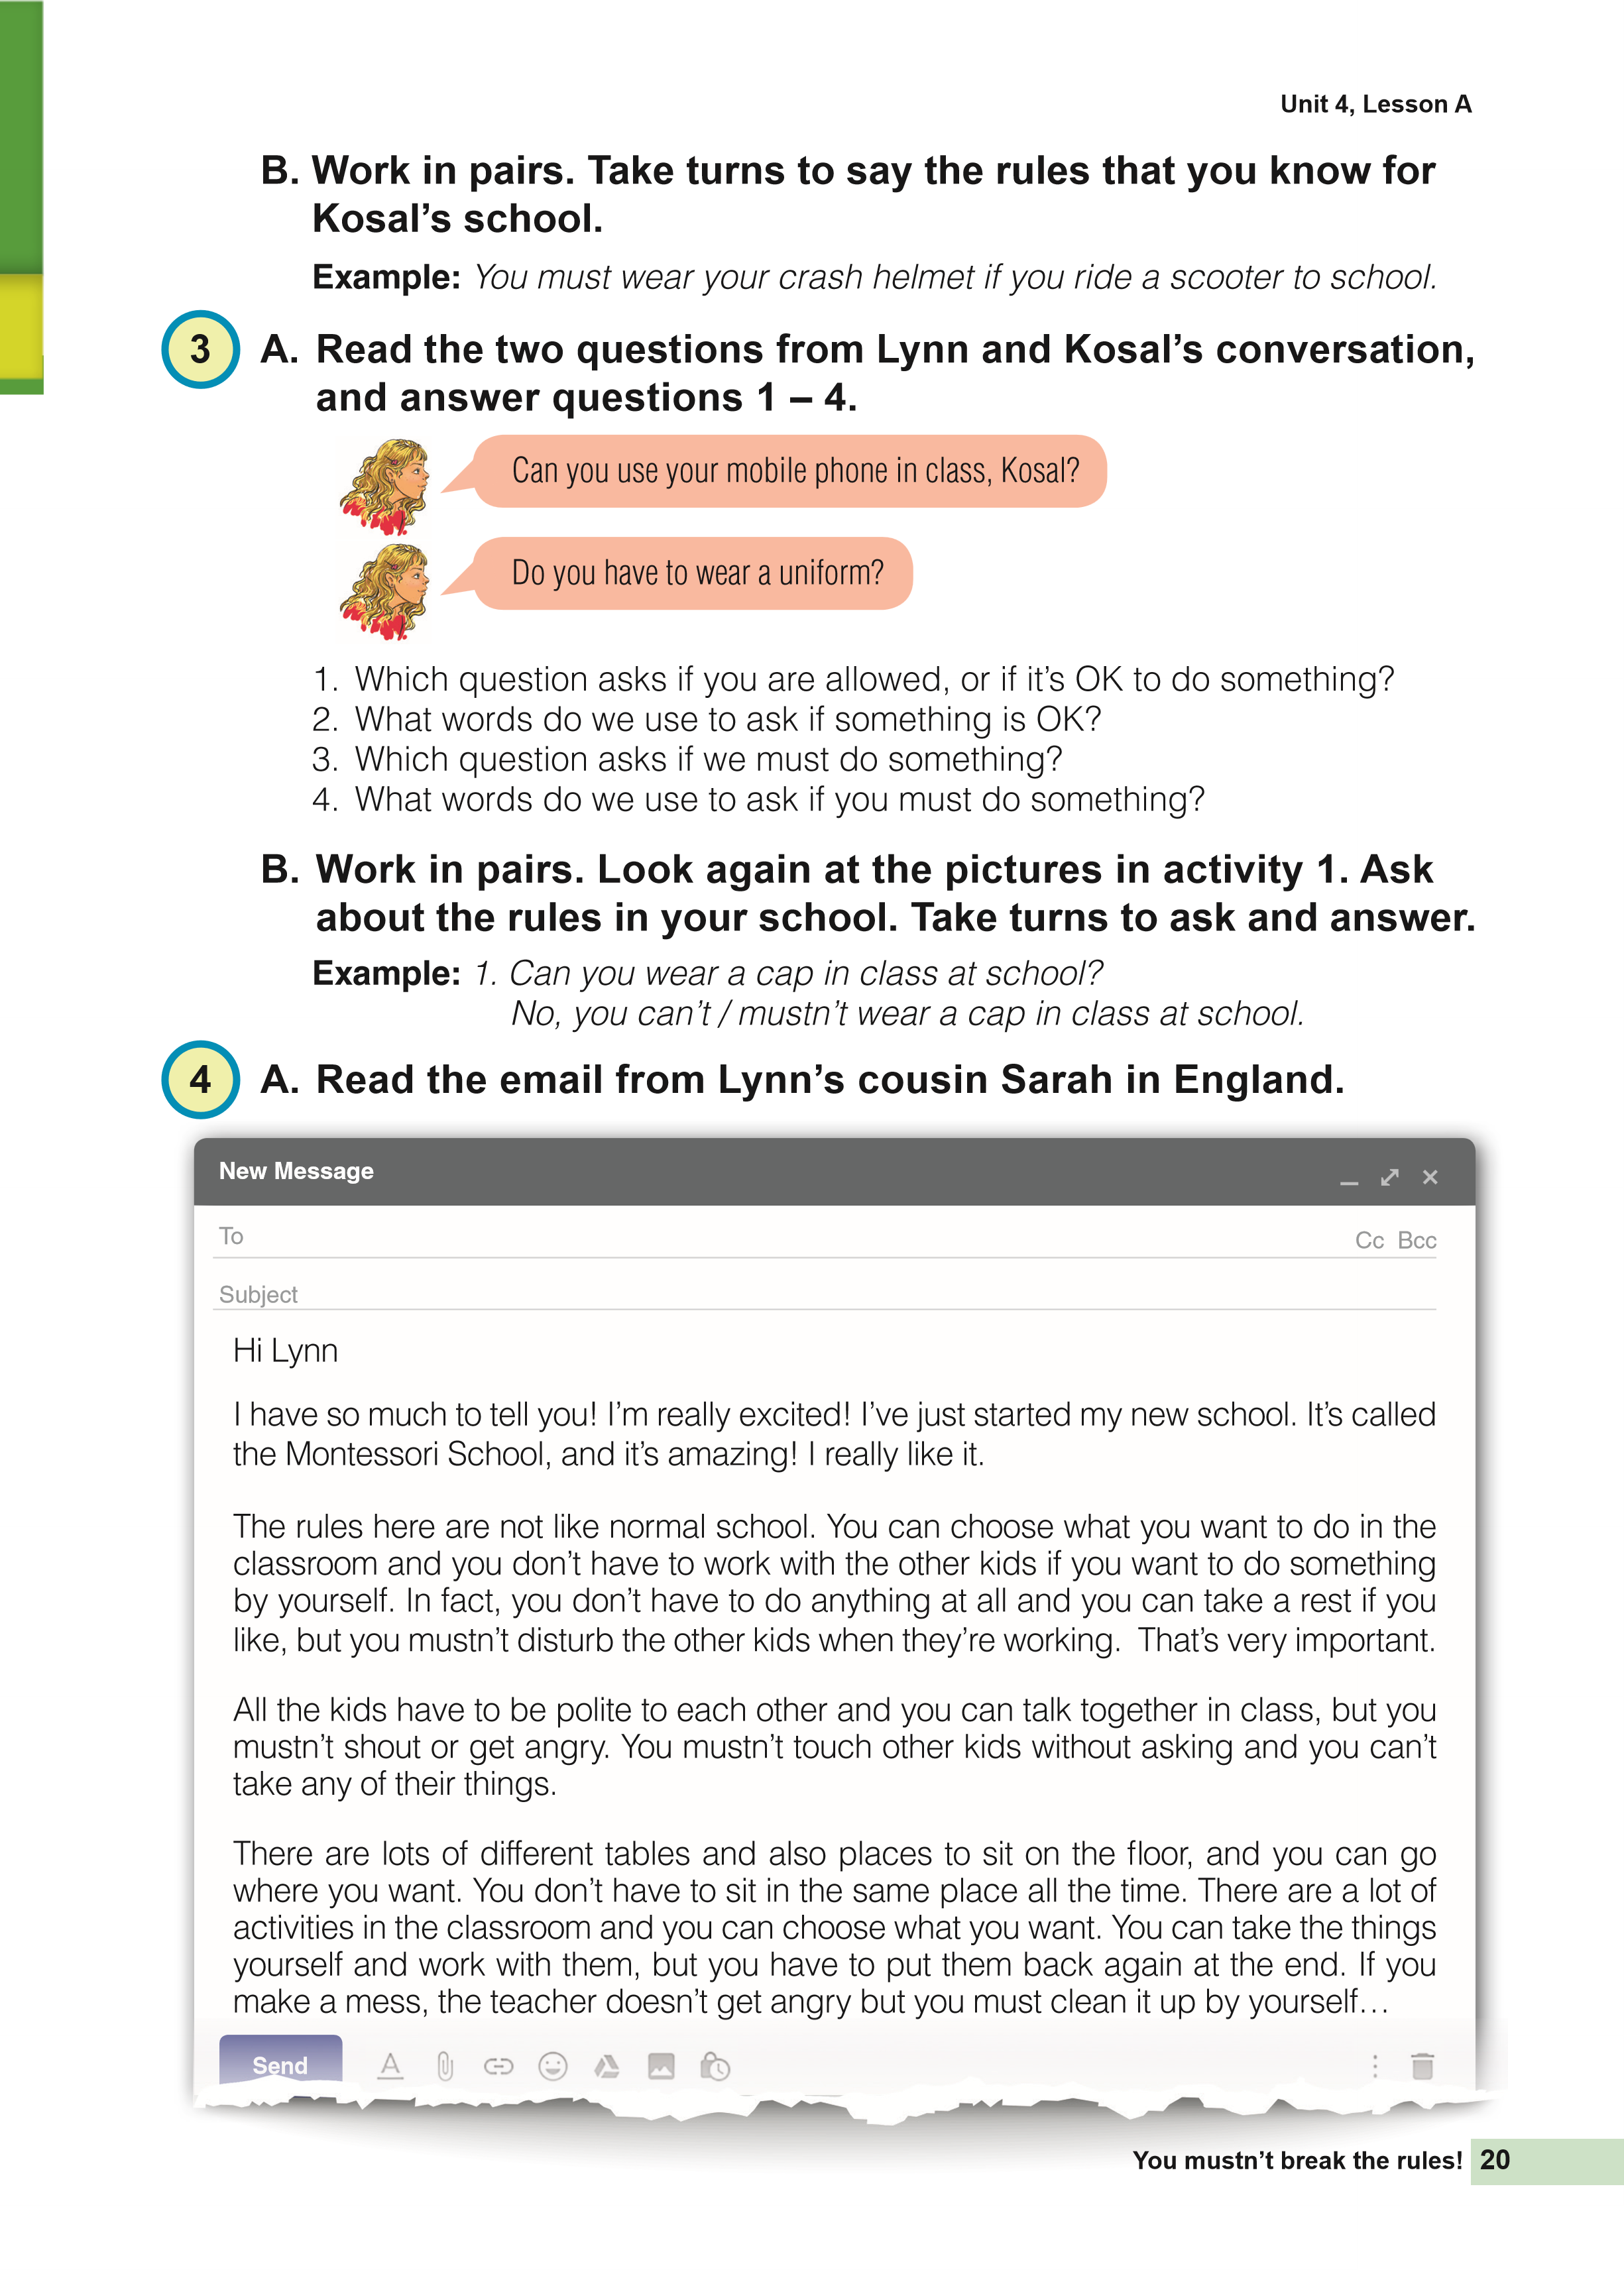 Unit 4, Lesson A
B. Work in pairs. Take turns to say the rules that you know for
Kosal's school.
Example: You must wear your crash helmet if you ride a scooter to school.
3 A. Read the two questions from Lynn and Kosal's conversation,
and answer questions 1 – 4.
Can you use your mobile phone in class, Kosal?
Do you have to wear a uniform?
1. Which question asks if you are allowed, or if it's OK to do something?
2. What words do we use to ask if something is OK?
3. Which question asks if we must do something?
4. What words do we use to ask if you must do something?
B. Work in pairs. Look again at the pictures in activity 1. Ask
about the rules in your school. Take turns to ask and answer.
Example: 1. Can you wear a cap in class at school?
No, you can't / mustn't wear a cap in class at school.
4 A. Read the email from Lynn's cousin Sarah in England.
New Message
To Cc Bcc
Subject
Hi Lynn
I have so much to tell you! I'm really excited! I've just started my new school. It's called
the Montessori School, and it's amazing! I really like it.
The rules here are not like normal school. You can choose what you want to do in the
classroom and you don't have to work with the other kids if you want to do something
by yourself. In fact, you don't have to do anything at all and you can take a rest if you
like, but you mustn't disturb the other kids when they're working. That's very important.
All the kids have to be polite to each other and you can talk together in class, but you
mustn't shout or get angry. You mustn't touch other kids without asking and you can't
take any of their things.
There are lots of different tables and also places to sit on the floor, and you can go
where you want. You don't have to sit in the same place all the time. There are a lot of
activities in the classroom and you can choose what you want. You can take the things
yourself and work with them, but you have to put them back again at the end. If you
make a mess, the teacher doesn't get angry but you must clean it up by yourself…
Send
You mustn't break the rules! 20